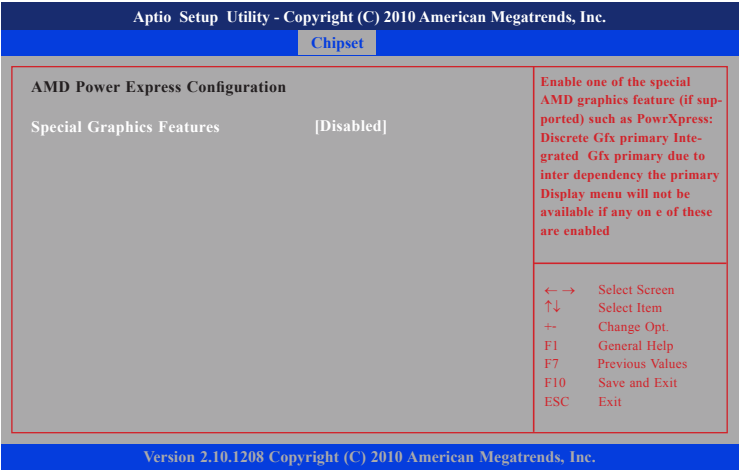 Aptio Setup Utility - Copyright (C) 2010 American Megatrends, Inc.
Chipset
AMD Power Express Configuration
Special Graphics Features [Disabled]
Enable one of the special
AMD graphics feature (if sup-
ported) such as PowrXpress:
Discrete Gfx primary Inte-
grated Gfx primary due to
inter dependency the primary
Display menu will not be
available if any on e of these
are enabled
← → Select Screen
↑↓ Select Item
+- Change Opt.
F1 General Help
F7 Previous Values
F10 Save and Exit
ESC Exit
Version 2.10.1208 Copyright (C) 2010 American Megatrends, Inc.